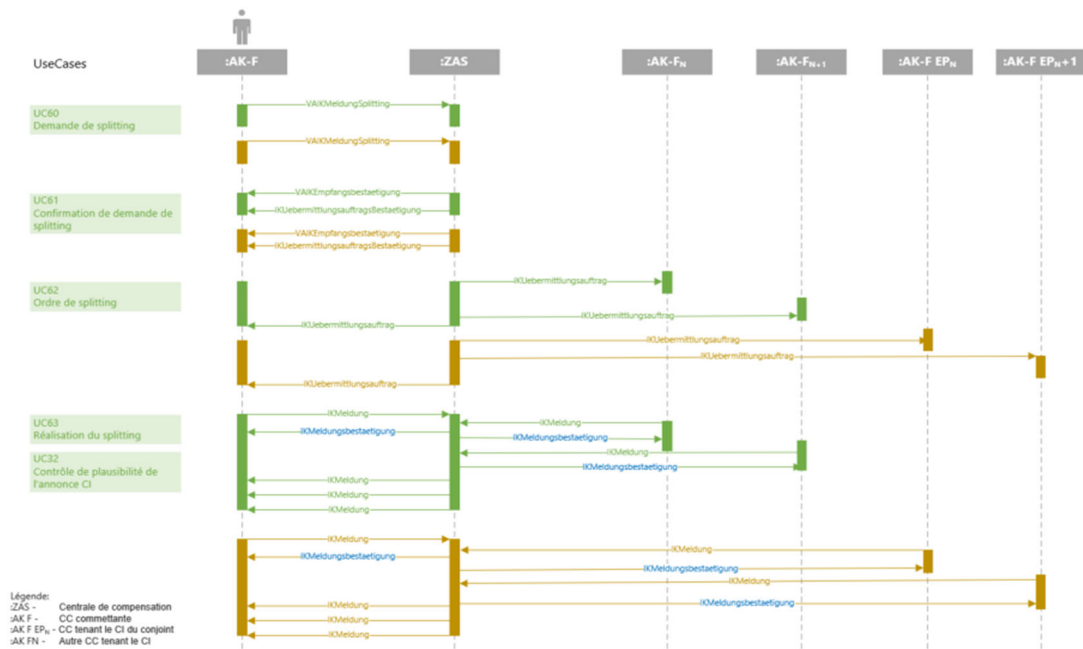 UseCases
:AK-F
:ZAS
:AK-FN
:AK-FN+1
:AK-F EPN
:AK-F EPN+1
UC60
Demande de splitting
VAIKMeldungSplitting
VAIKMeldungSplitting
UC61
Confirmation de demande de
splitting
VAIKEmpfangsbestaetigung
IKUebermittlungsauftragsBestaetigung
VAIKEmpfangsbestaetigung
IKUebermittlungsauftragsBestaetigung
UC62
Ordre de splitting
IKUebermittlungsauftrag
IKUebermittlungsauftrag
IKUebermittlungsauftrag
IKUebermittlungsauftrag
IKUebermittlungsauftrag
IKUebermittlungsauftrag
UC63
Réalisation du splitting
UC32
Contrôle de plausibilité de
l'annonce CI
IKMeldung
IKMeldung
IKMeldungsbestaetigung
IKMeldungsbestaetigung
IKMeldung
IKMeldungsbestaetigung
IKMeldung
IKMeldung
IKMeldung
IKMeldung
IKMeldung
IKMeldungsbestaetigung
IKMeldungsbestaetigung
IKMeldung
IKMeldungsbestaetigung
IKMeldung
IKMeldung
IKMeldung
Légende:
:ZAS - Centrale de compensation
:AK F - CC commettante
:AK F EPN - CC tenant le CI du conjoint
:AK FN - Autre CC tenant le CI